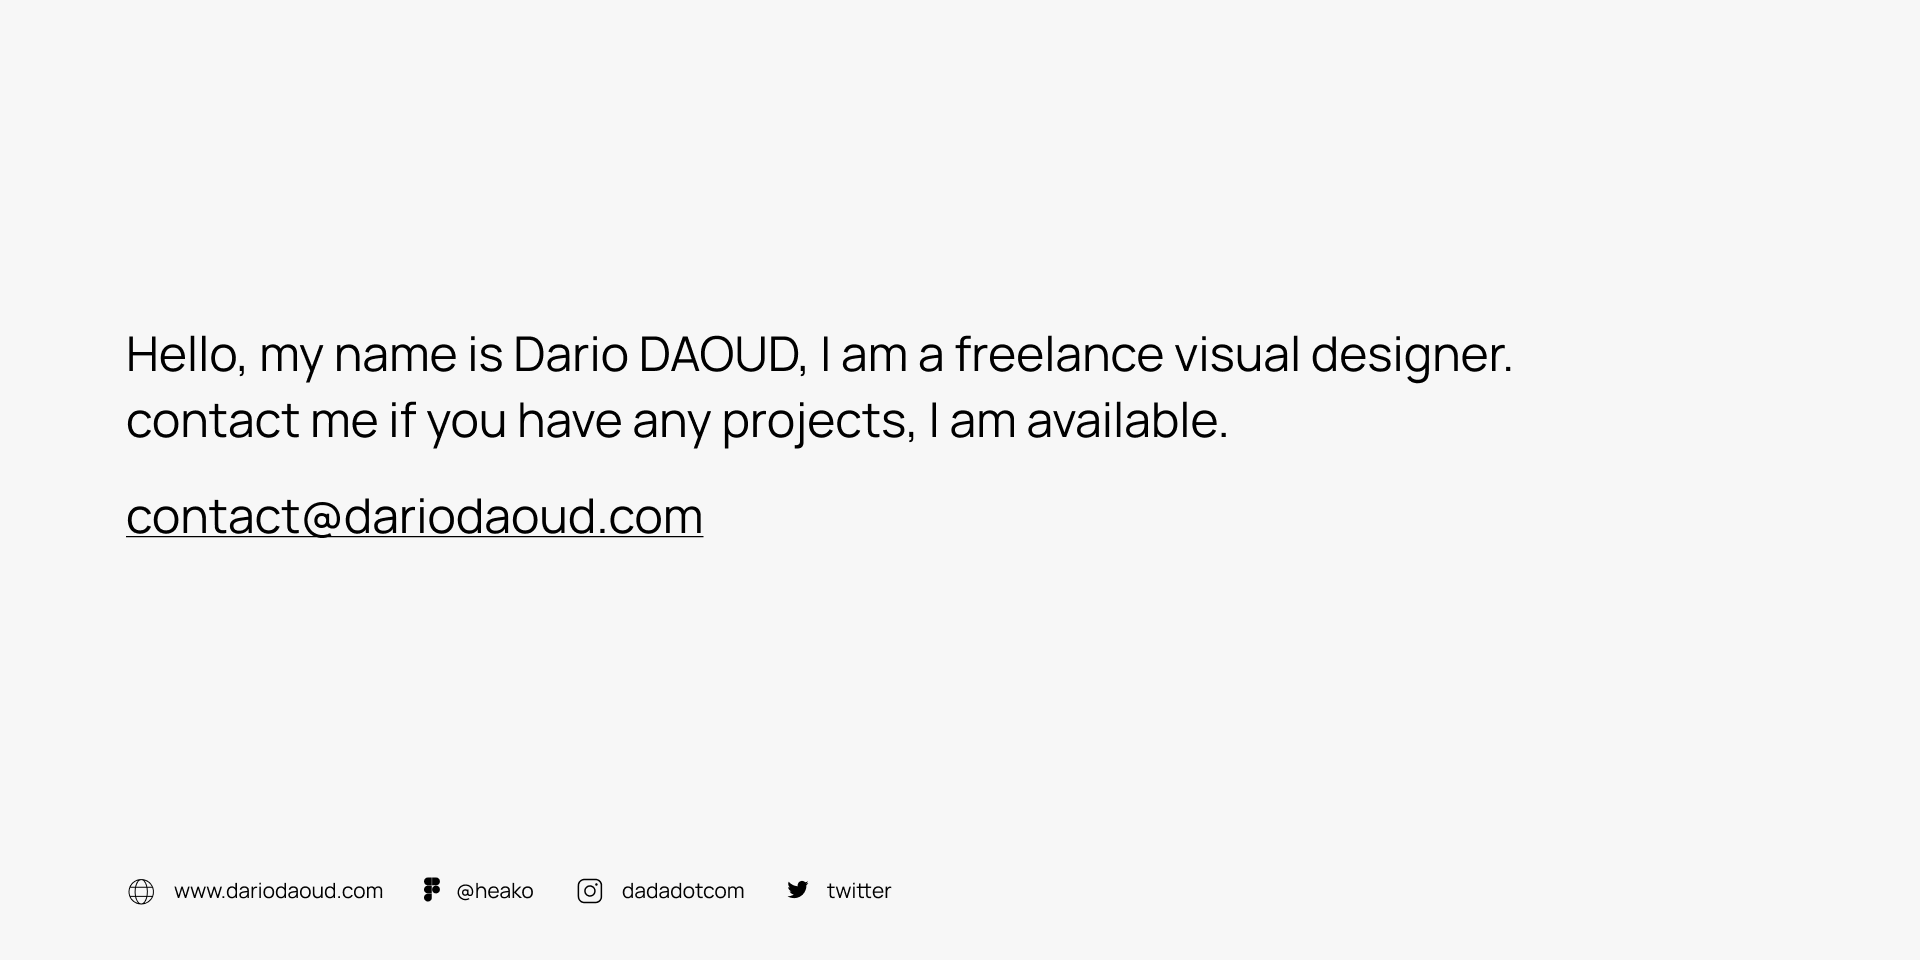 Hello, my name is Dario DAOUD, I am a freelance visual designer.
contact me if you have any projects, I am available.
contact@dariodaoud.com
www.dariodaoud.com @heako dadadotcom twitter